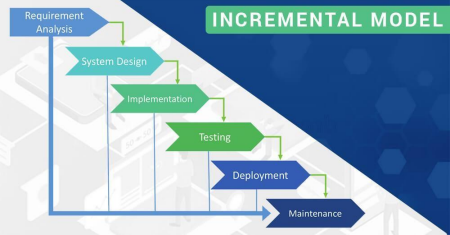 INCREMENTAL MODEL
Requirement
Analysis
System Design
Implementation
Testing
Deployment
Maintenance